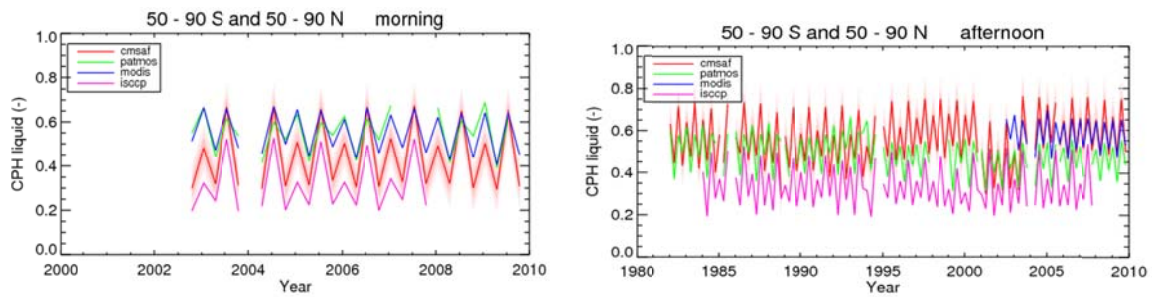 50 - 90 S and 50 - 90 N morning
1.0
0.8
0.6
0.4
0.2
0.0
CPH liquid (-)
cmsaf
patmos
modis
isccp
2000 2002 2004 2006 2008 2010
Year
50 - 90 S and 50 - 90 N afternoon
1.0
0.8
0.6
0.4
0.2
0.0
CPH liquid (-)
cmsaf
patmos
modis
isccp
1980 1985 1990 1995 2000 2005 2010
Year